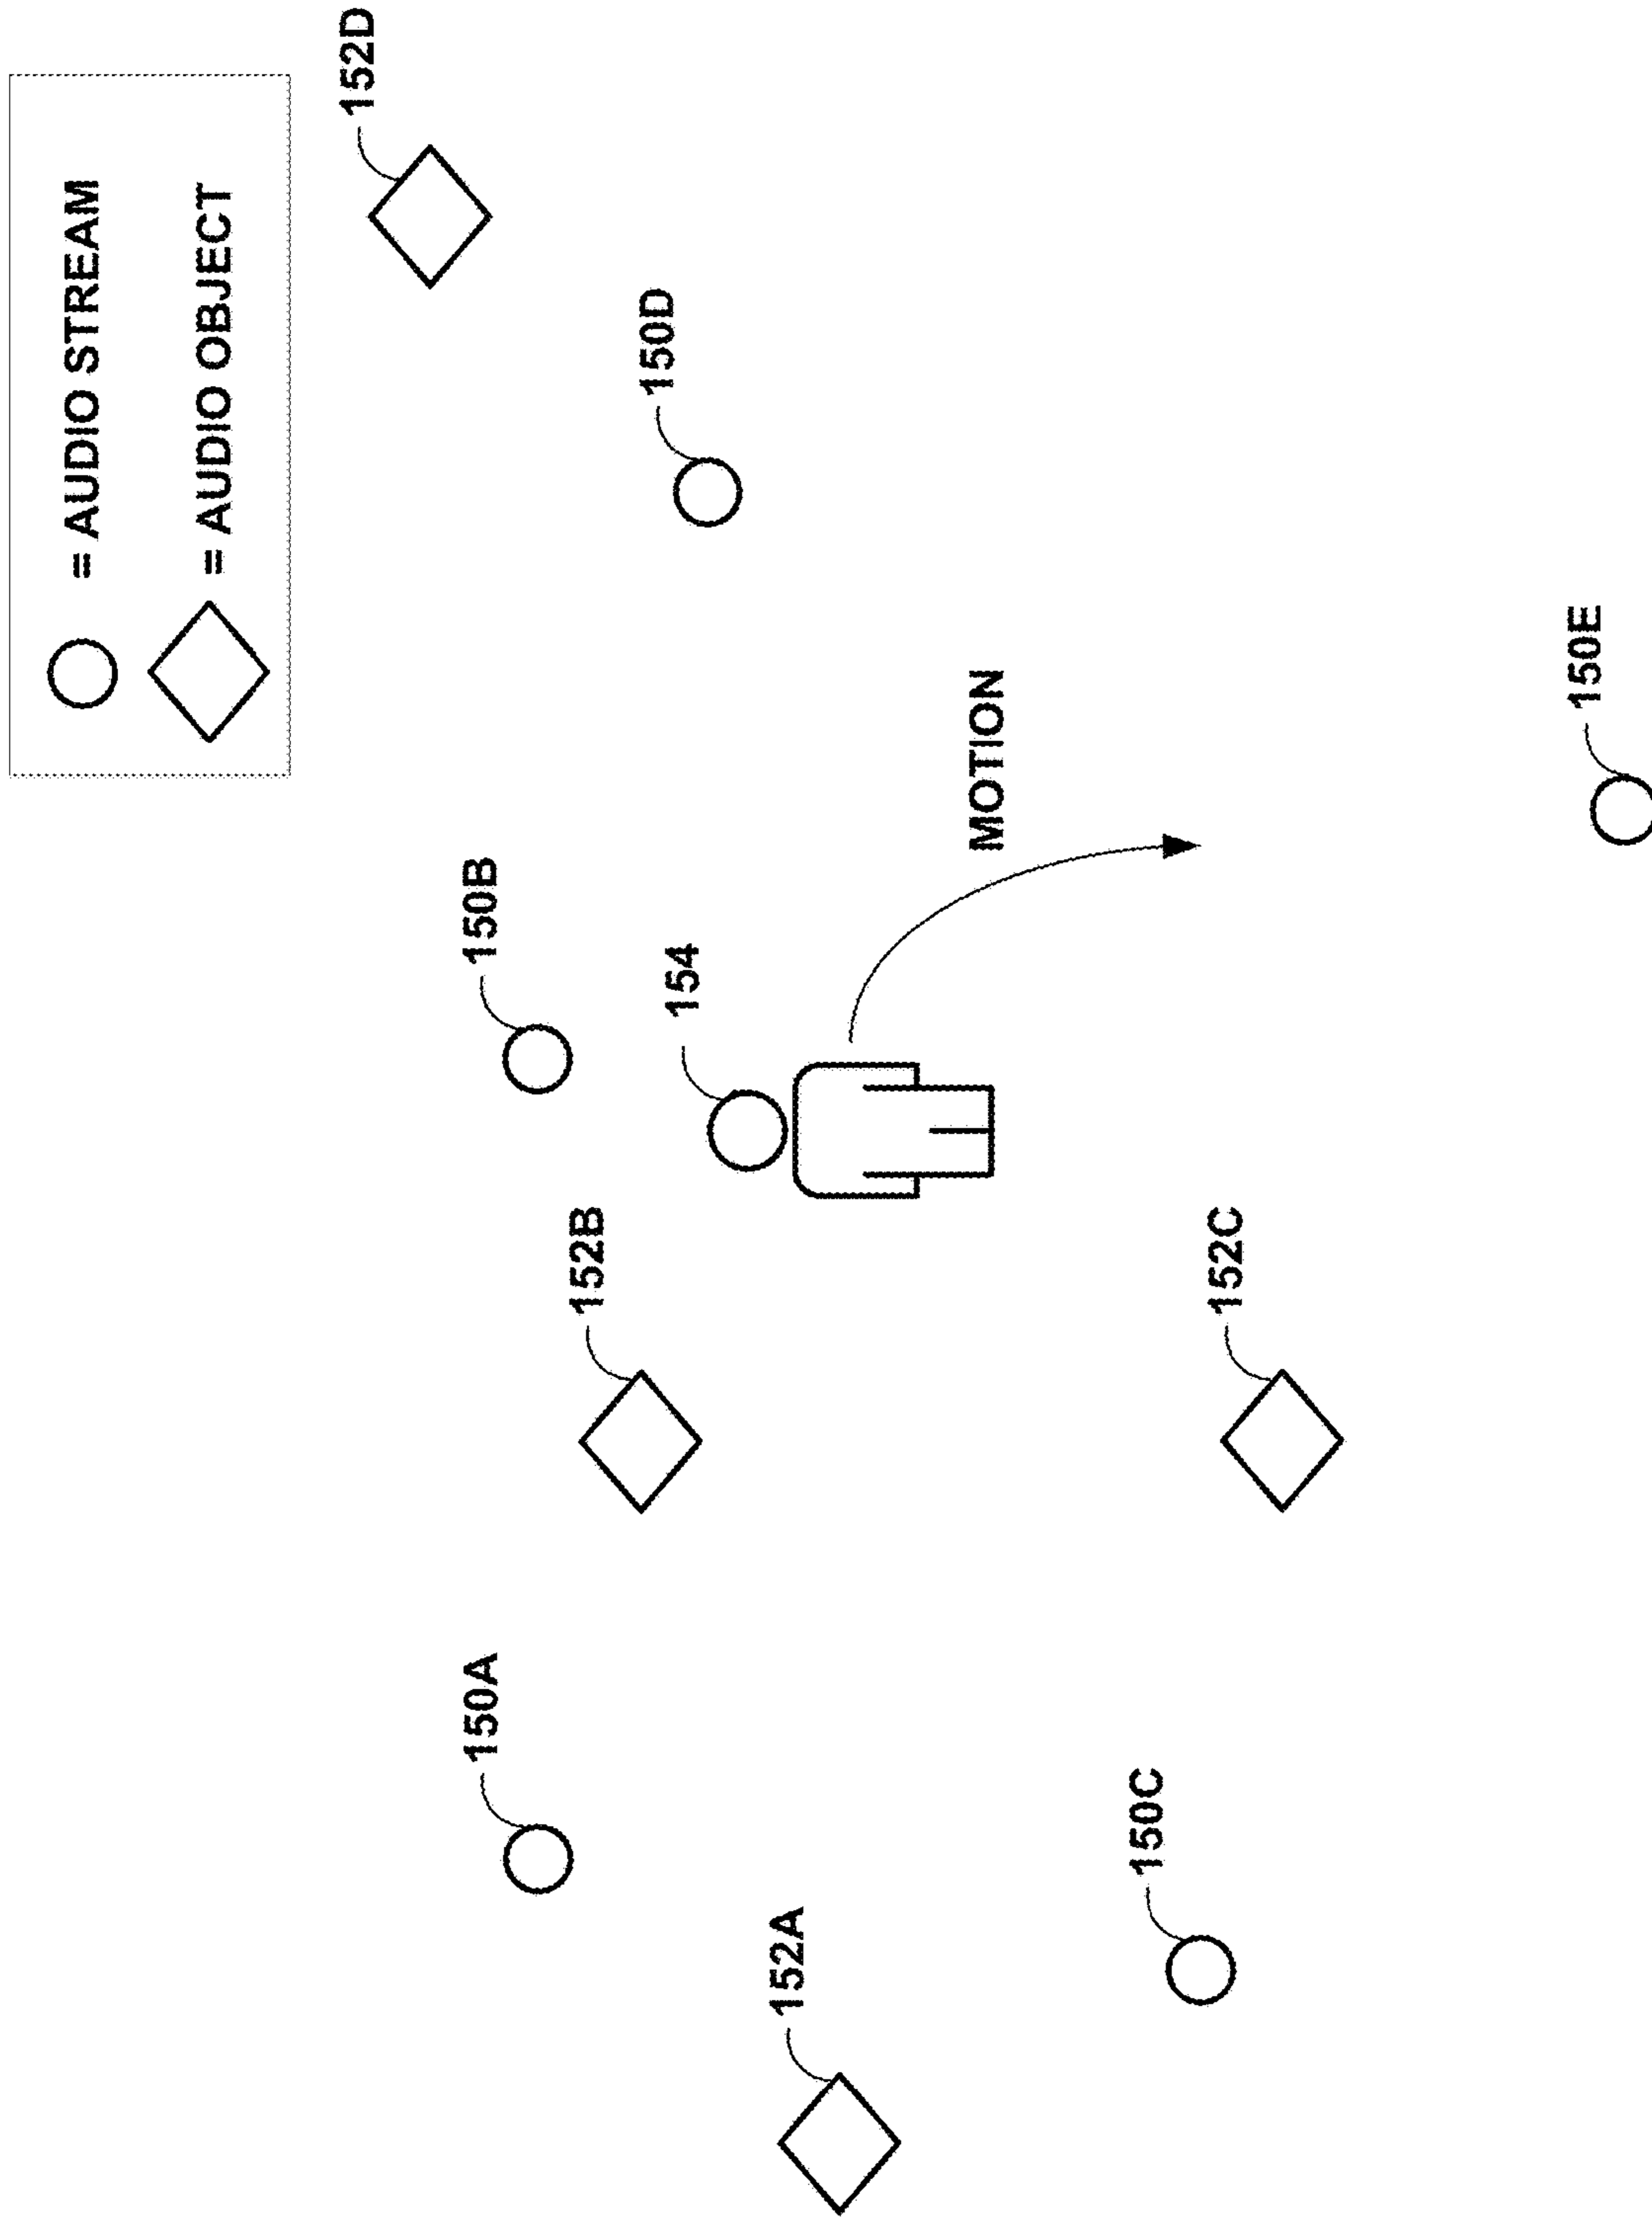 = AUDIO STREAM
= AUDIO OBJECT
152D
150D
150B
154
152B
150A
152A
MOTION
152C
150C
150E